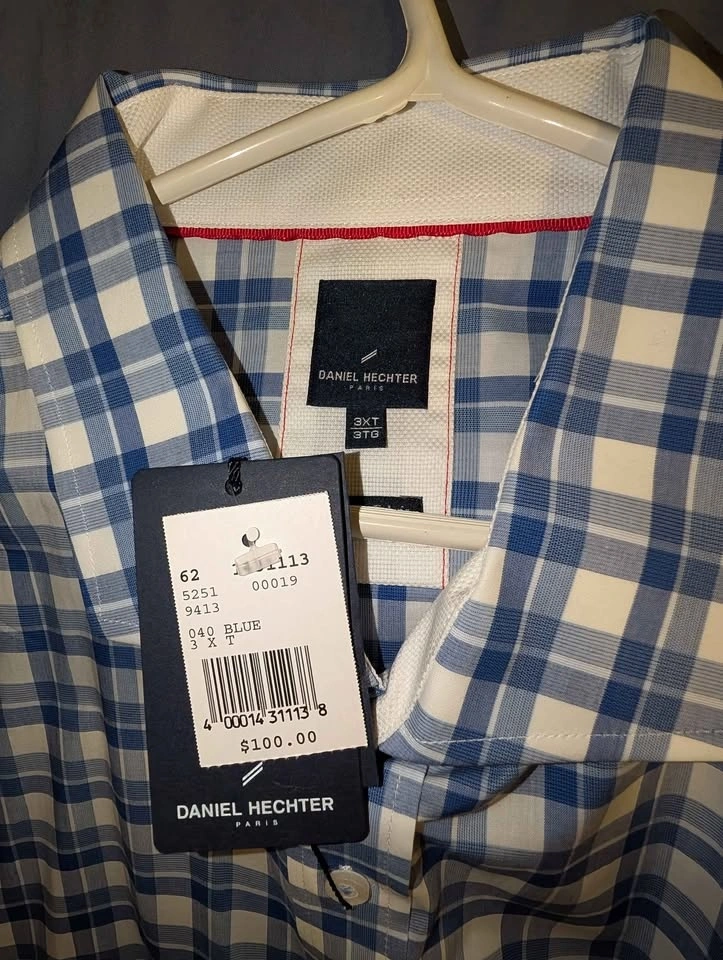 DANIEL HECHTER
PARIS
3XT
3TG
62
5251 00019
9413
040 BLUE
3 X T
4 00014 31113 8
$100.00
DANIEL HECHTER
PARIS